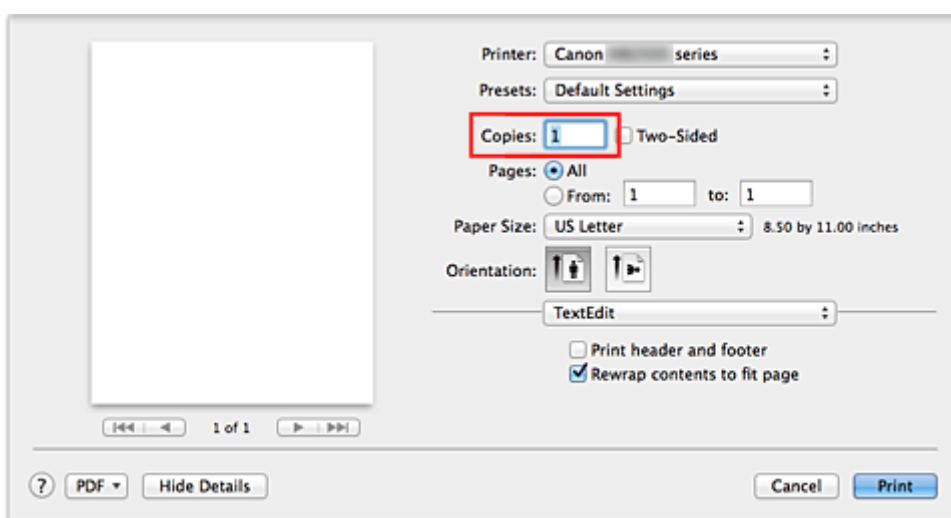 Printer: Canon series
Presets: Default Settings
Copies: 1 Two-Sided
Pages: All
From: 1 to: 1
Paper Size: US Letter 8.50 by 11.00 inches
Orientation:
TextEdit
Print header and footer
Rewrap contents to fit page
1 of 1
? PDF Hide Details Cancel Print